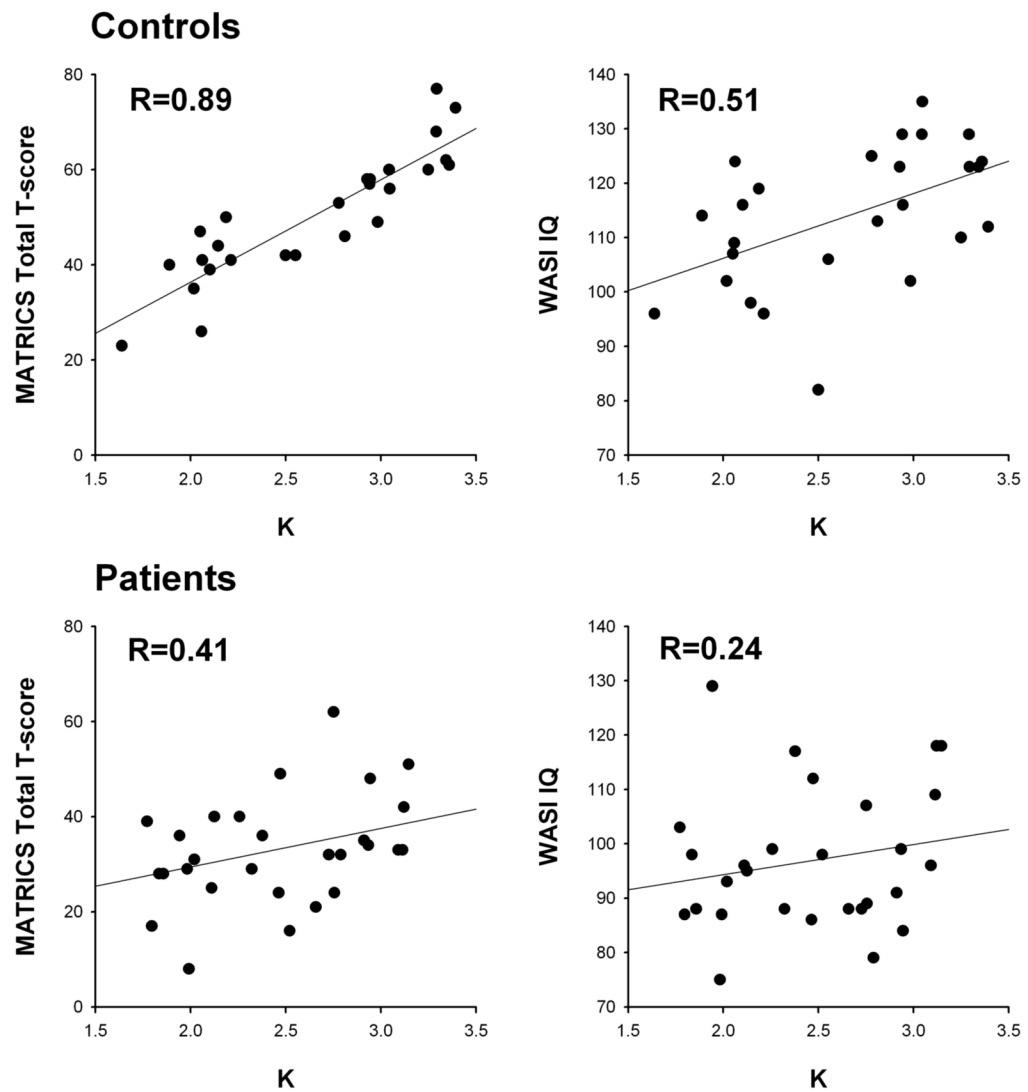 Controls
R=0.89
MATRICS Total T-score
80
60
40
20
0
1.5 2.0 2.5 3.0 3.5
K
R=0.51
WASI IQ
140
130
120
110
100
90
80
70
1.5 2.0 2.5 3.0 3.5
K
Patients
R=0.41
MATRICS Total T-score
80
60
40
20
0
1.5 2.0 2.5 3.0 3.5
K
R=0.24
WASI IQ
140
130
120
110
100
90
80
70
1.5 2.0 2.5 3.0 3.5
K